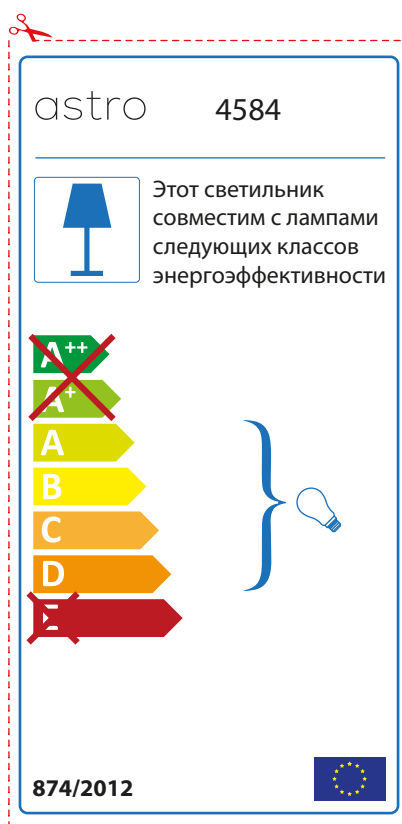 astro 4584
Этот светильник
совместим с лампами
следующих классов
энергоэффективности
A++
A+
A
B
C
D
E
874/2012